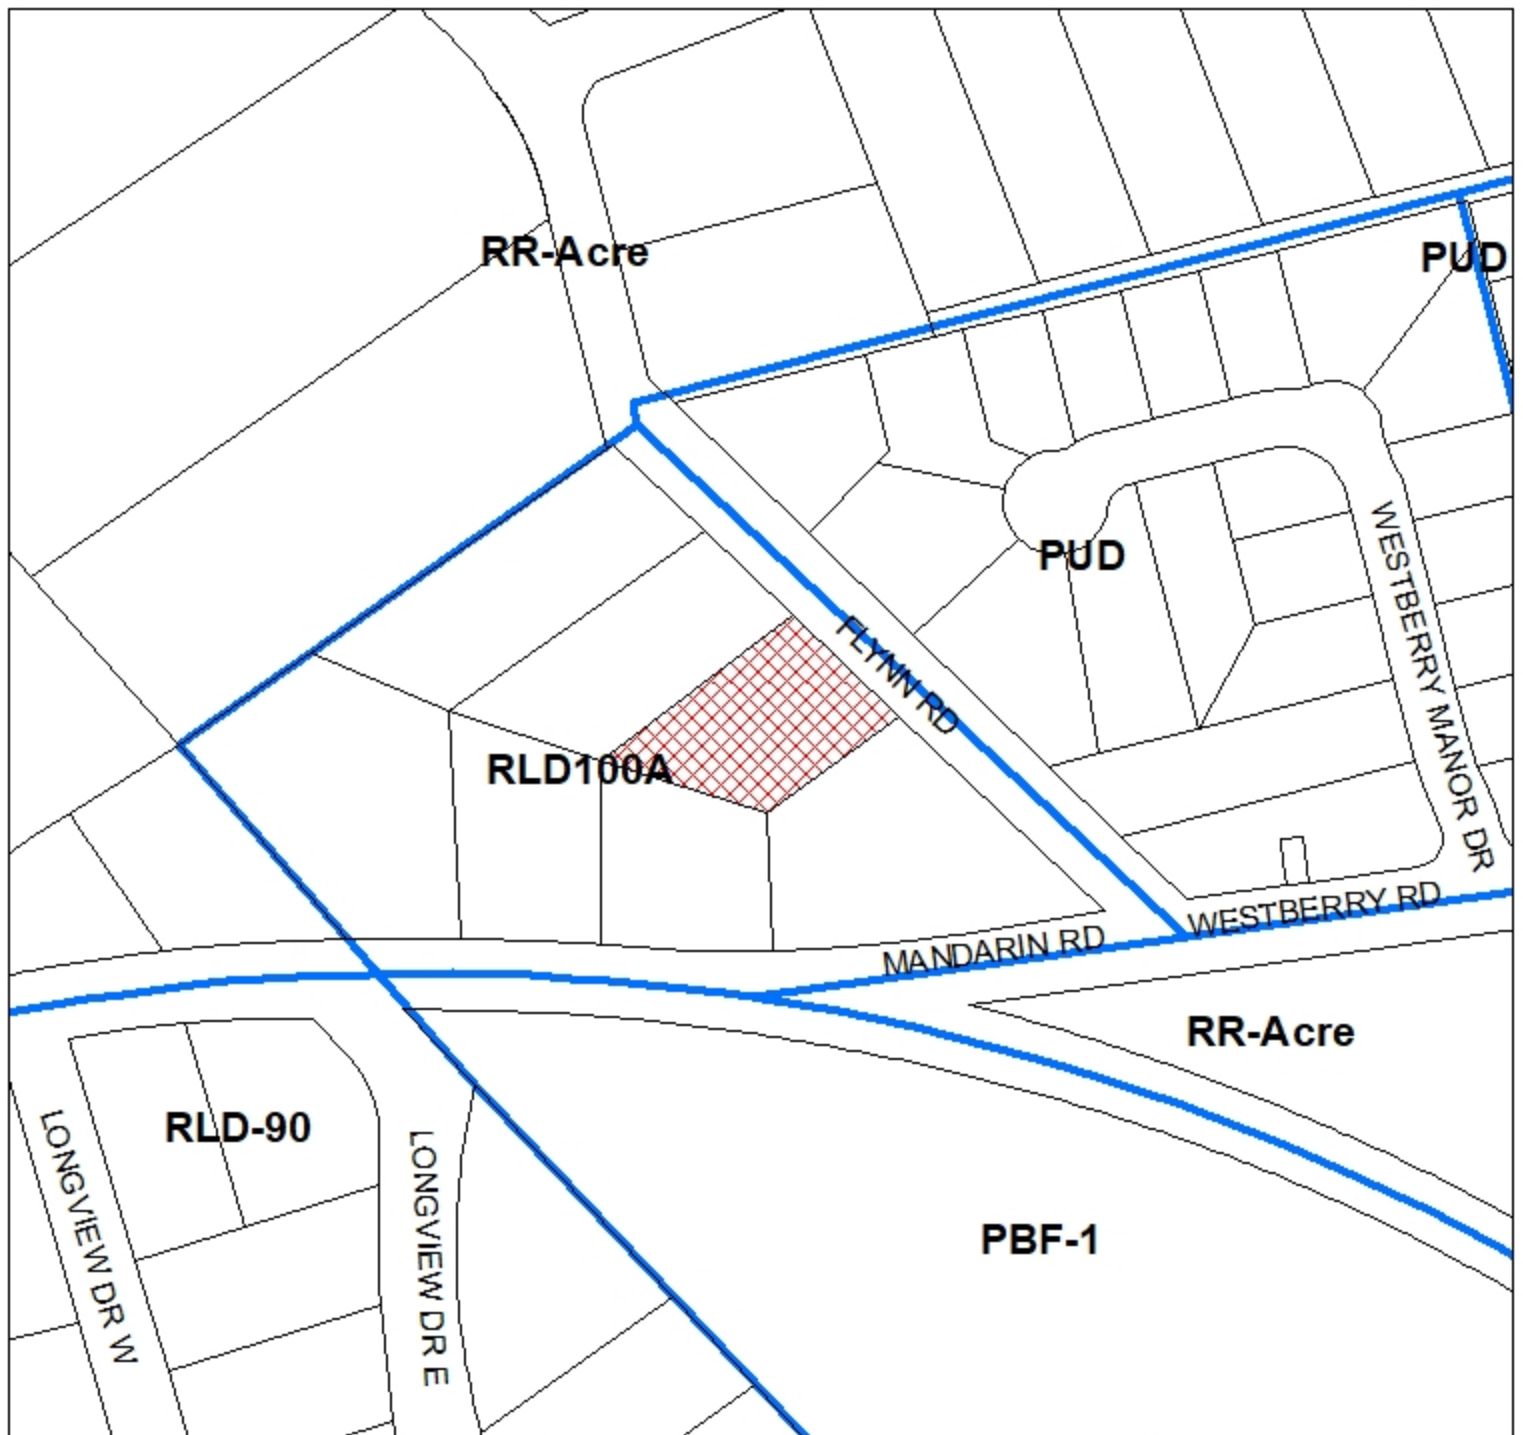 RR-Acre
PUD
PUD
WESTBERRY MANOR DR
FLYNN RD
RLD100A
WESTBERRY RD
MANDARIN RD
RR-Acre
RLD-90
LONGVIEW DR W
LONGVIEW DR E
PBF-1